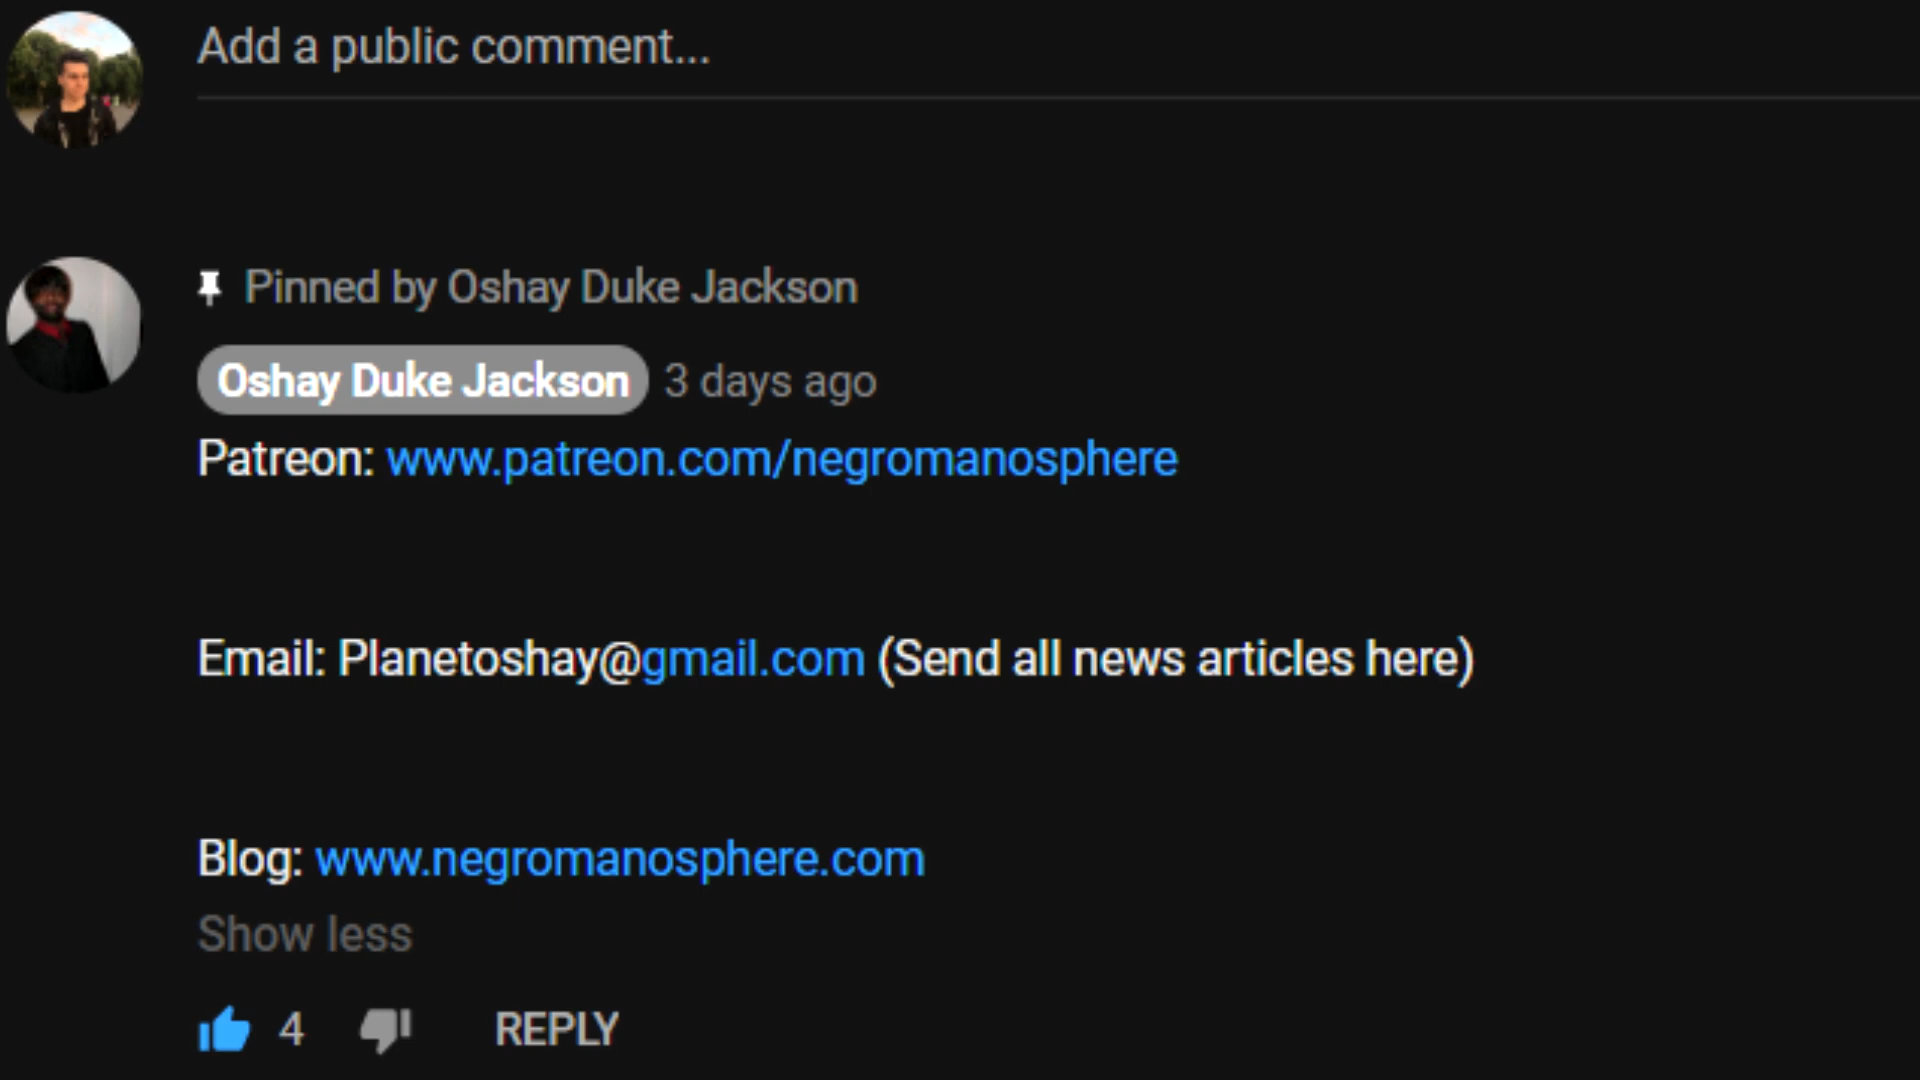 Add a public comment...
Pinned by Oshay Duke Jackson
Oshay Duke Jackson 3 days ago
Patreon: www.patreon.com/negromanosphere
Email: Planetoshay@gmail.com (Send all news articles here)
Blog: www.negromanosphere.com
Show less
4 REPLY